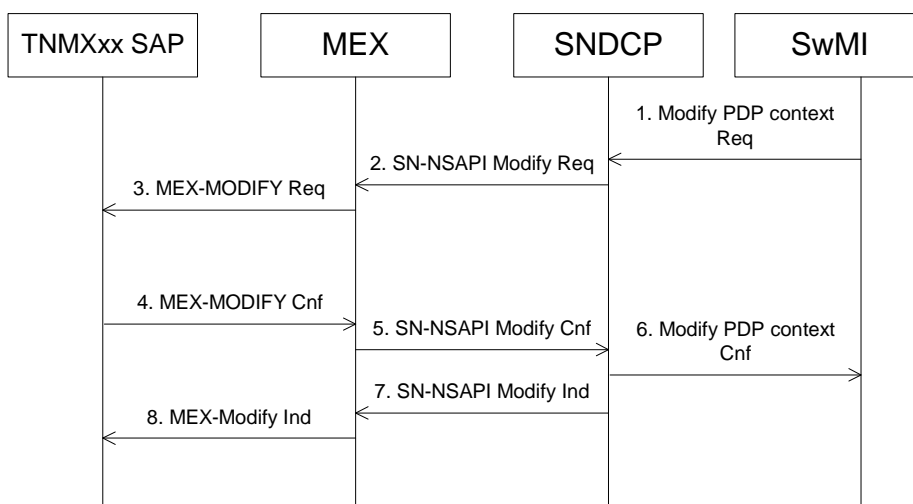 TNMXxx SAP
MEX
SNDCP
SwMI
1. Modify PDP context
Req
2. SN-NSAPI Modify Req
3. MEX-MODIFY Req
4. MEX-MODIFY Cnf
5. SN-NSAPI Modify Cnf
6. Modify PDP context
Cnf
7. SN-NSAPI Modify Ind
8. MEX-Modify Ind